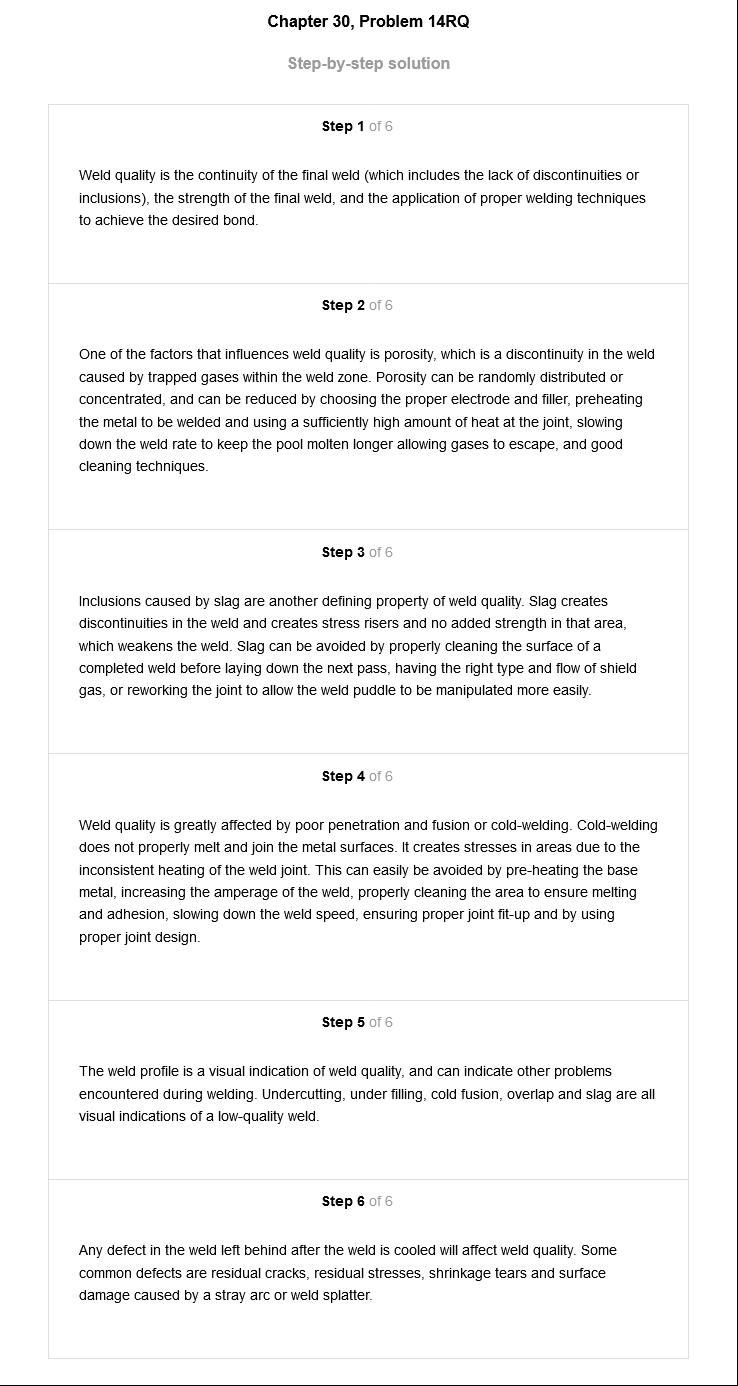 Chapter 30, Problem 14RQ
Step-by-step solution
Step 1 of 6
Weld quality is the continuity of the final weld (which includes the lack of discontinuities or
inclusions), the strength of the final weld, and the application of proper welding techniques
to achieve the desired bond.
Step 2 of 6
One of the factors that influences weld quality is porosity, which is a discontinuity in the weld
caused by trapped gases within the weld zone. Porosity can be randomly distributed or
concentrated, and can be reduced by choosing the proper electrode and filler, preheating
the metal to be welded and using a sufficiently high amount of heat at the joint, slowing
down the weld rate to keep the pool molten longer allowing gases to escape, and good
cleaning techniques.
Step 3 of 6
Inclusions caused by slag are another defining property of weld quality. Slag creates
discontinuities in the weld and creates stress risers and no added strength in that area,
which weakens the weld. Slag can be avoided by properly cleaning the surface of a
completed weld before laying down the next pass, having the right type and flow of shield
gas, or reworking the joint to allow the weld puddle to be manipulated more easily.
Step 4 of 6
Weld quality is greatly affected by poor penetration and fusion or cold-welding. Cold-welding
does not properly melt and join the metal surfaces. It creates stresses in areas due to the
inconsistent heating of the weld joint. This can easily be avoided by pre-heating the base
metal, increasing the amperage of the weld, properly cleaning the area to ensure melting
and adhesion, slowing down the weld speed, ensuring proper joint fit-up and by using
proper joint design.
Step 5 of 6
The weld profile is a visual indication of weld quality, and can indicate other problems
encountered during welding. Undercutting, under filling, cold fusion, overlap and slag are all
visual indications of a low-quality weld.
Step 6 of 6
Any defect in the weld left behind after the weld is cooled will affect weld quality. Some
common defects are residual cracks, residual stresses, shrinkage tears and surface
damage caused by a stray arc or weld splatter.